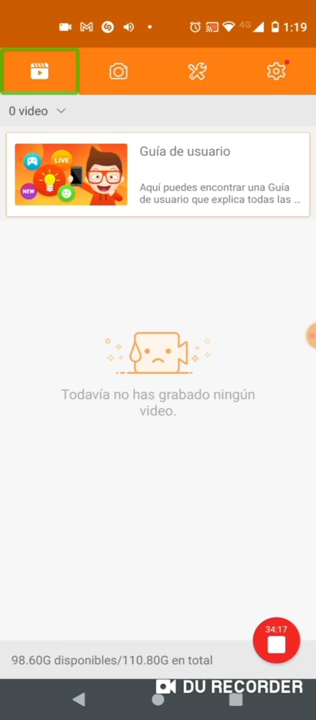 4G 1:19
0 video
Guía de usuario
LIVE
NEW
Aquí puedes encontrar una Guía
de usuario que explica todas las ...
Todavía no has grabado ningún
video.
34:17
98.60G disponibles/110.80G en total
DU RECORDER